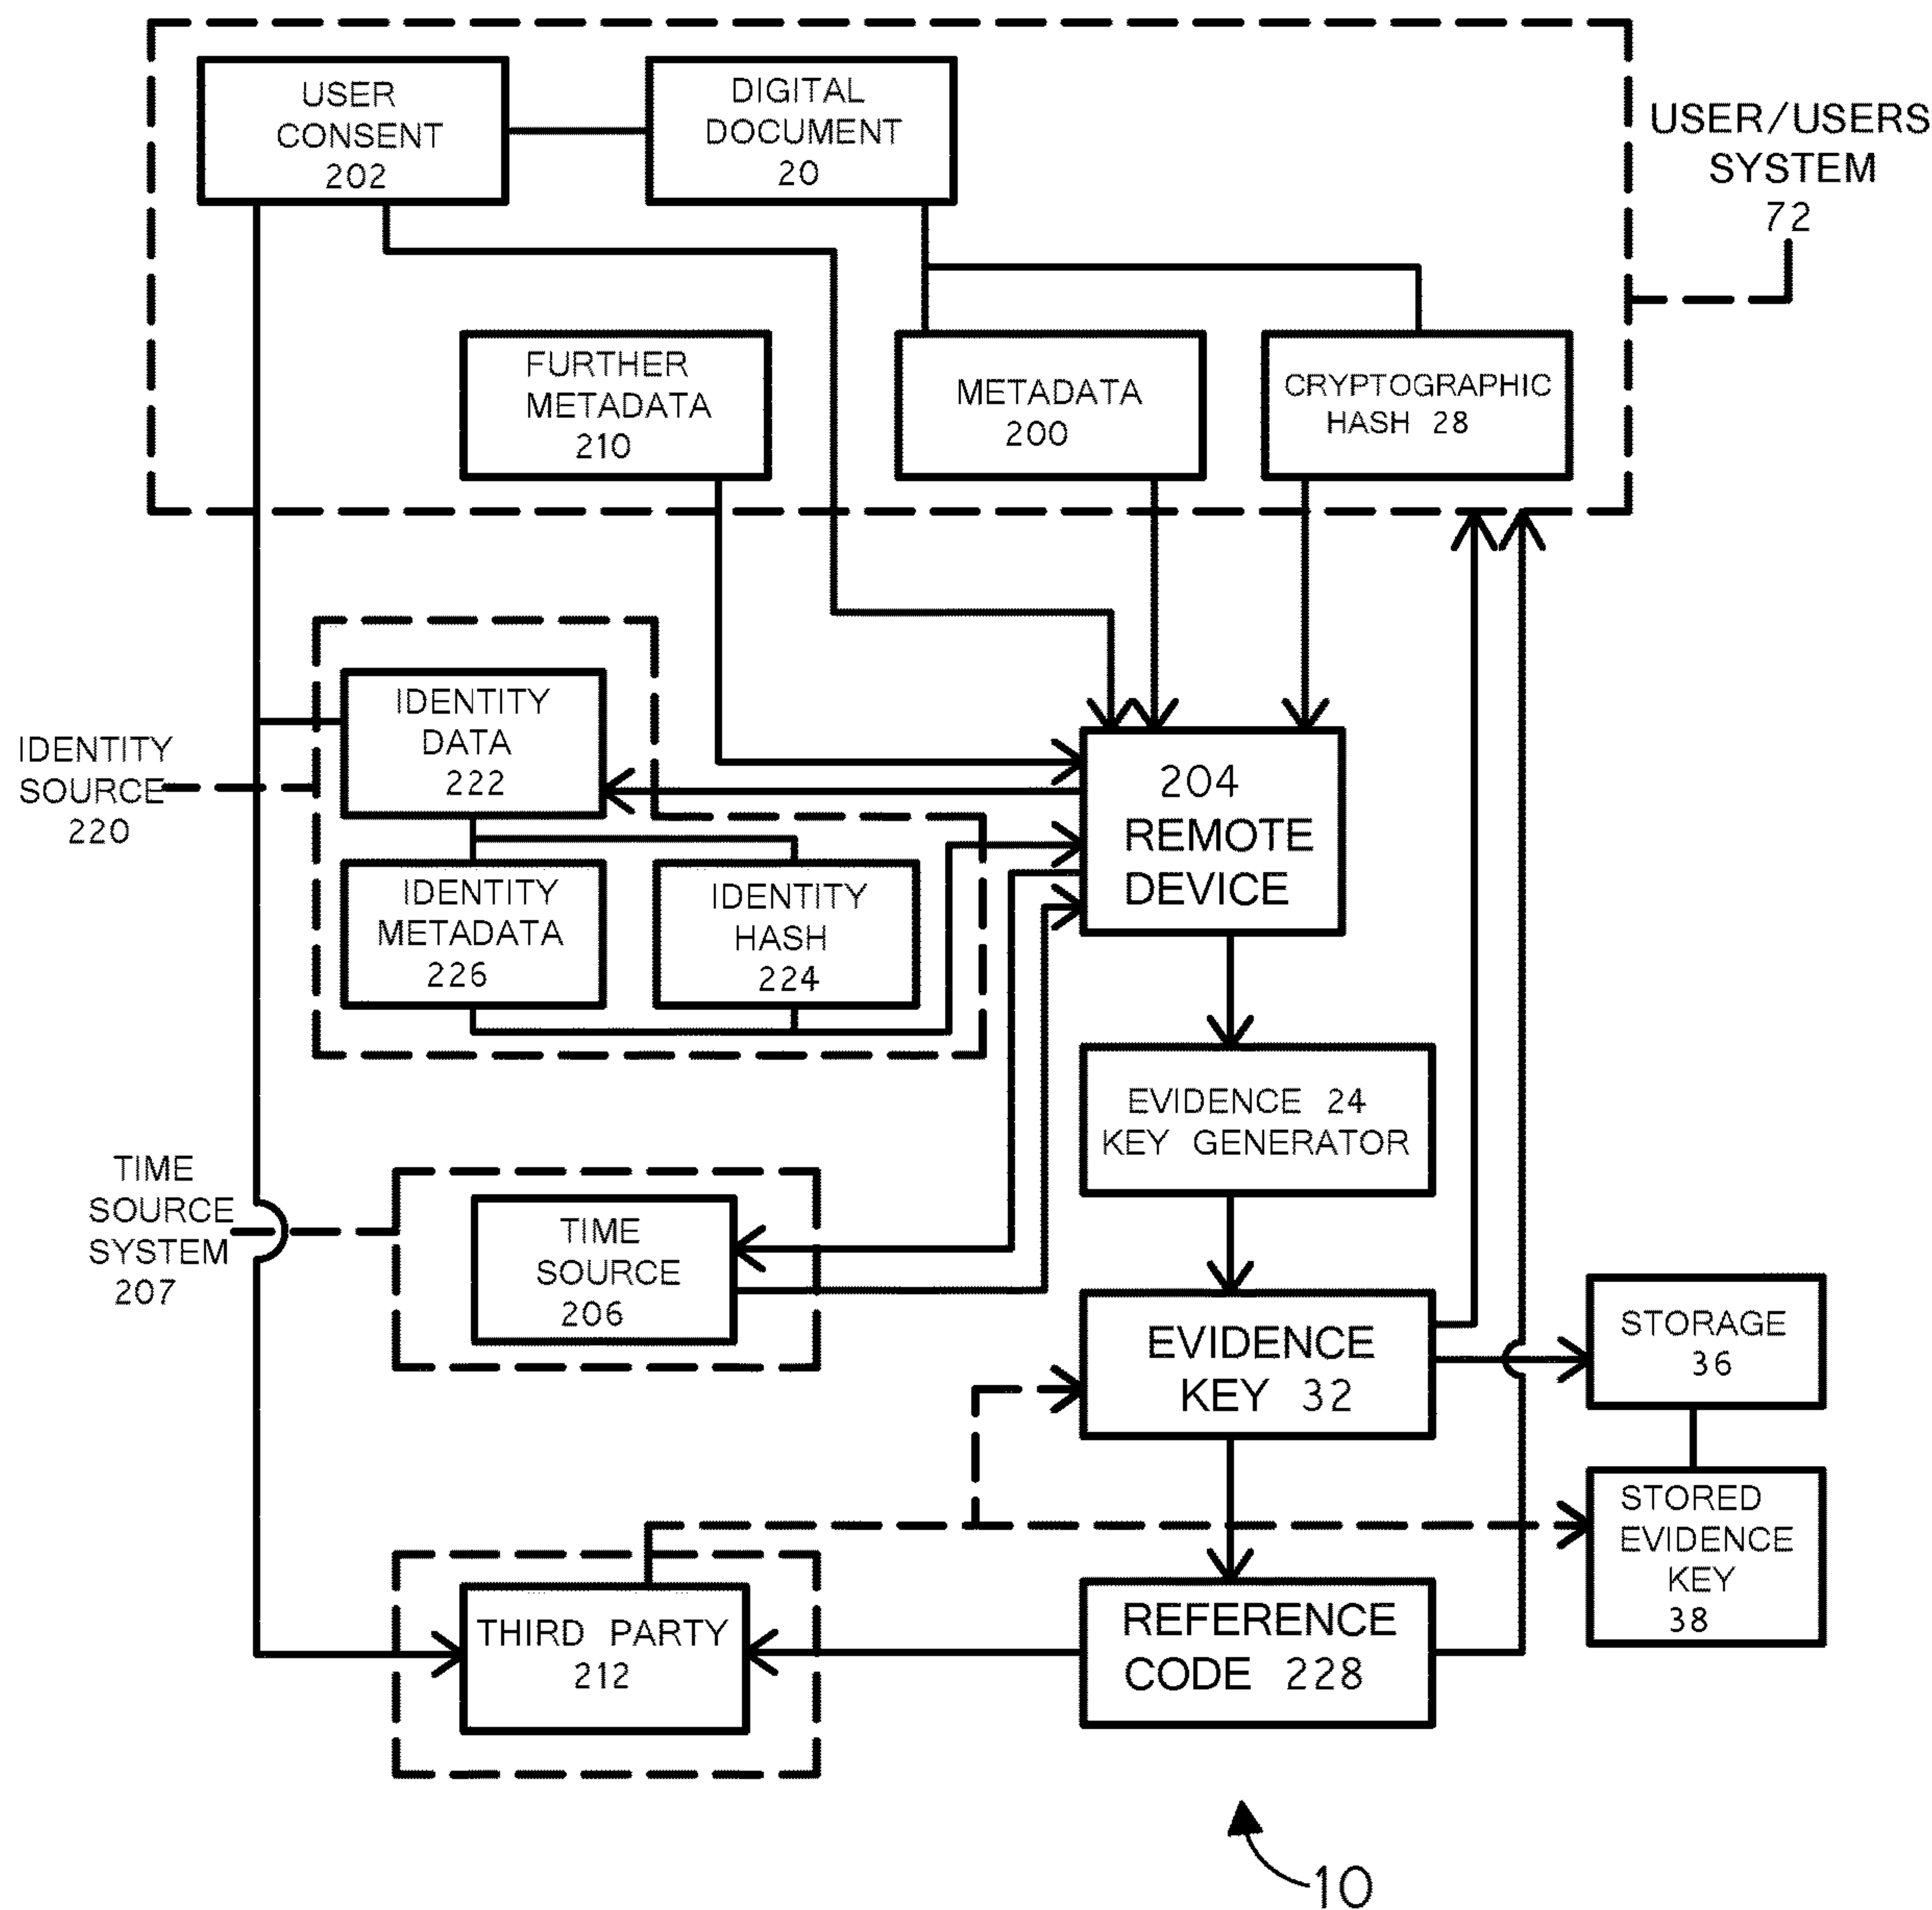 USER
CONSENT
202
DIGITAL
DOCUMENT
20
USER/USERS
SYSTEM
72
FURTHER
METADATA
210
METADATA
200
CRYPTOGRAPHIC
HASH 28
IDENTITY
SOURCE
220
IDENTITY
DATA
222
204
REMOTE
DEVICE
IDENTITY
METADATA
226
IDENTITY
HASH
224
EVIDENCE 24
KEY GENERATOR
TIME
SOURCE
SYSTEM
207
TIME
SOURCE
206
EVIDENCE
KEY 32
STORAGE
36
STORED
EVIDENCE
KEY
38
THIRD PARTY
212
REFERENCE
CODE 228
10